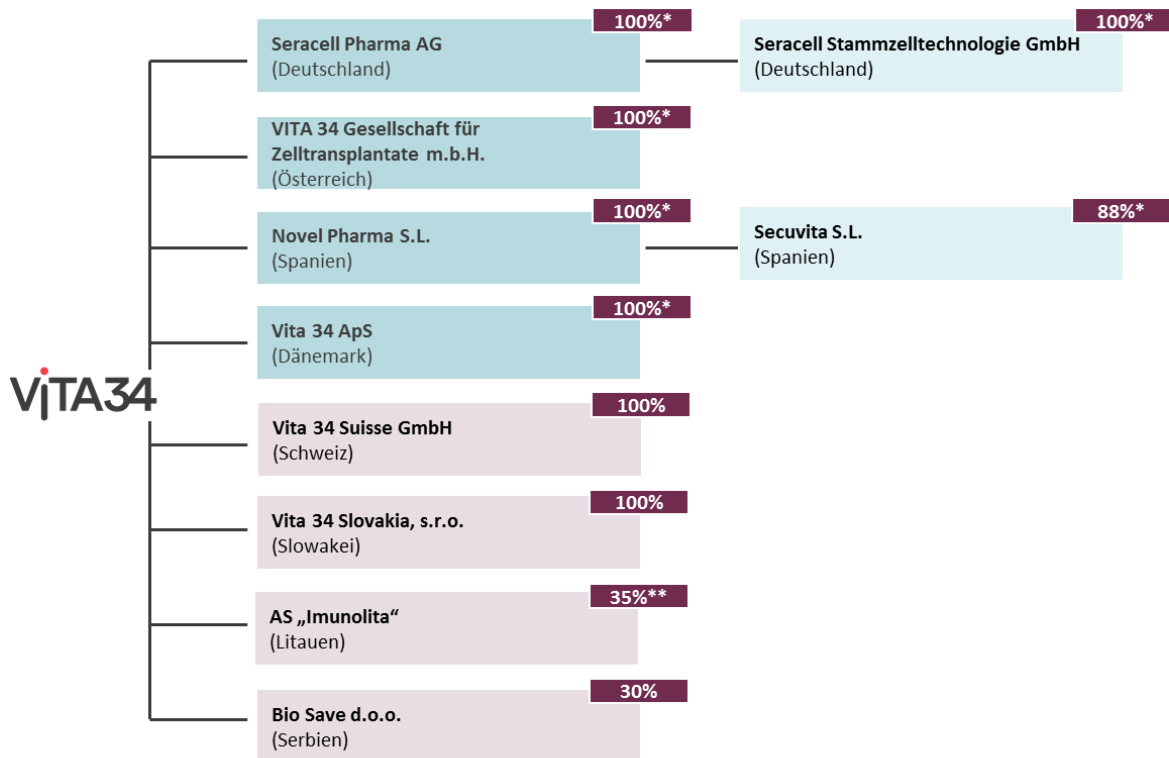 100%*
Seracell Pharma AG
(Deutschland)
100%*
Seracell Stammzelltechnologie GmbH
(Deutschland)
100%*
VITA 34 Gesellschaft für
Zelltransplantate m.b.H.
(Österreich)
100%*
Novel Pharma S.L.
(Spanien)
88%*
Secuvita S.L.
(Spanien)
100%*
Vita 34 ApS
(Dänemark)
ViTA34
100%
Vita 34 Suisse GmbH
(Schweiz)
100%
Vita 34 Slovakia, s.r.o.
(Slowakei)
35%**
AS „Imunolita“
(Litauen)
30%
Bio Save d.o.o.
(Serbien)